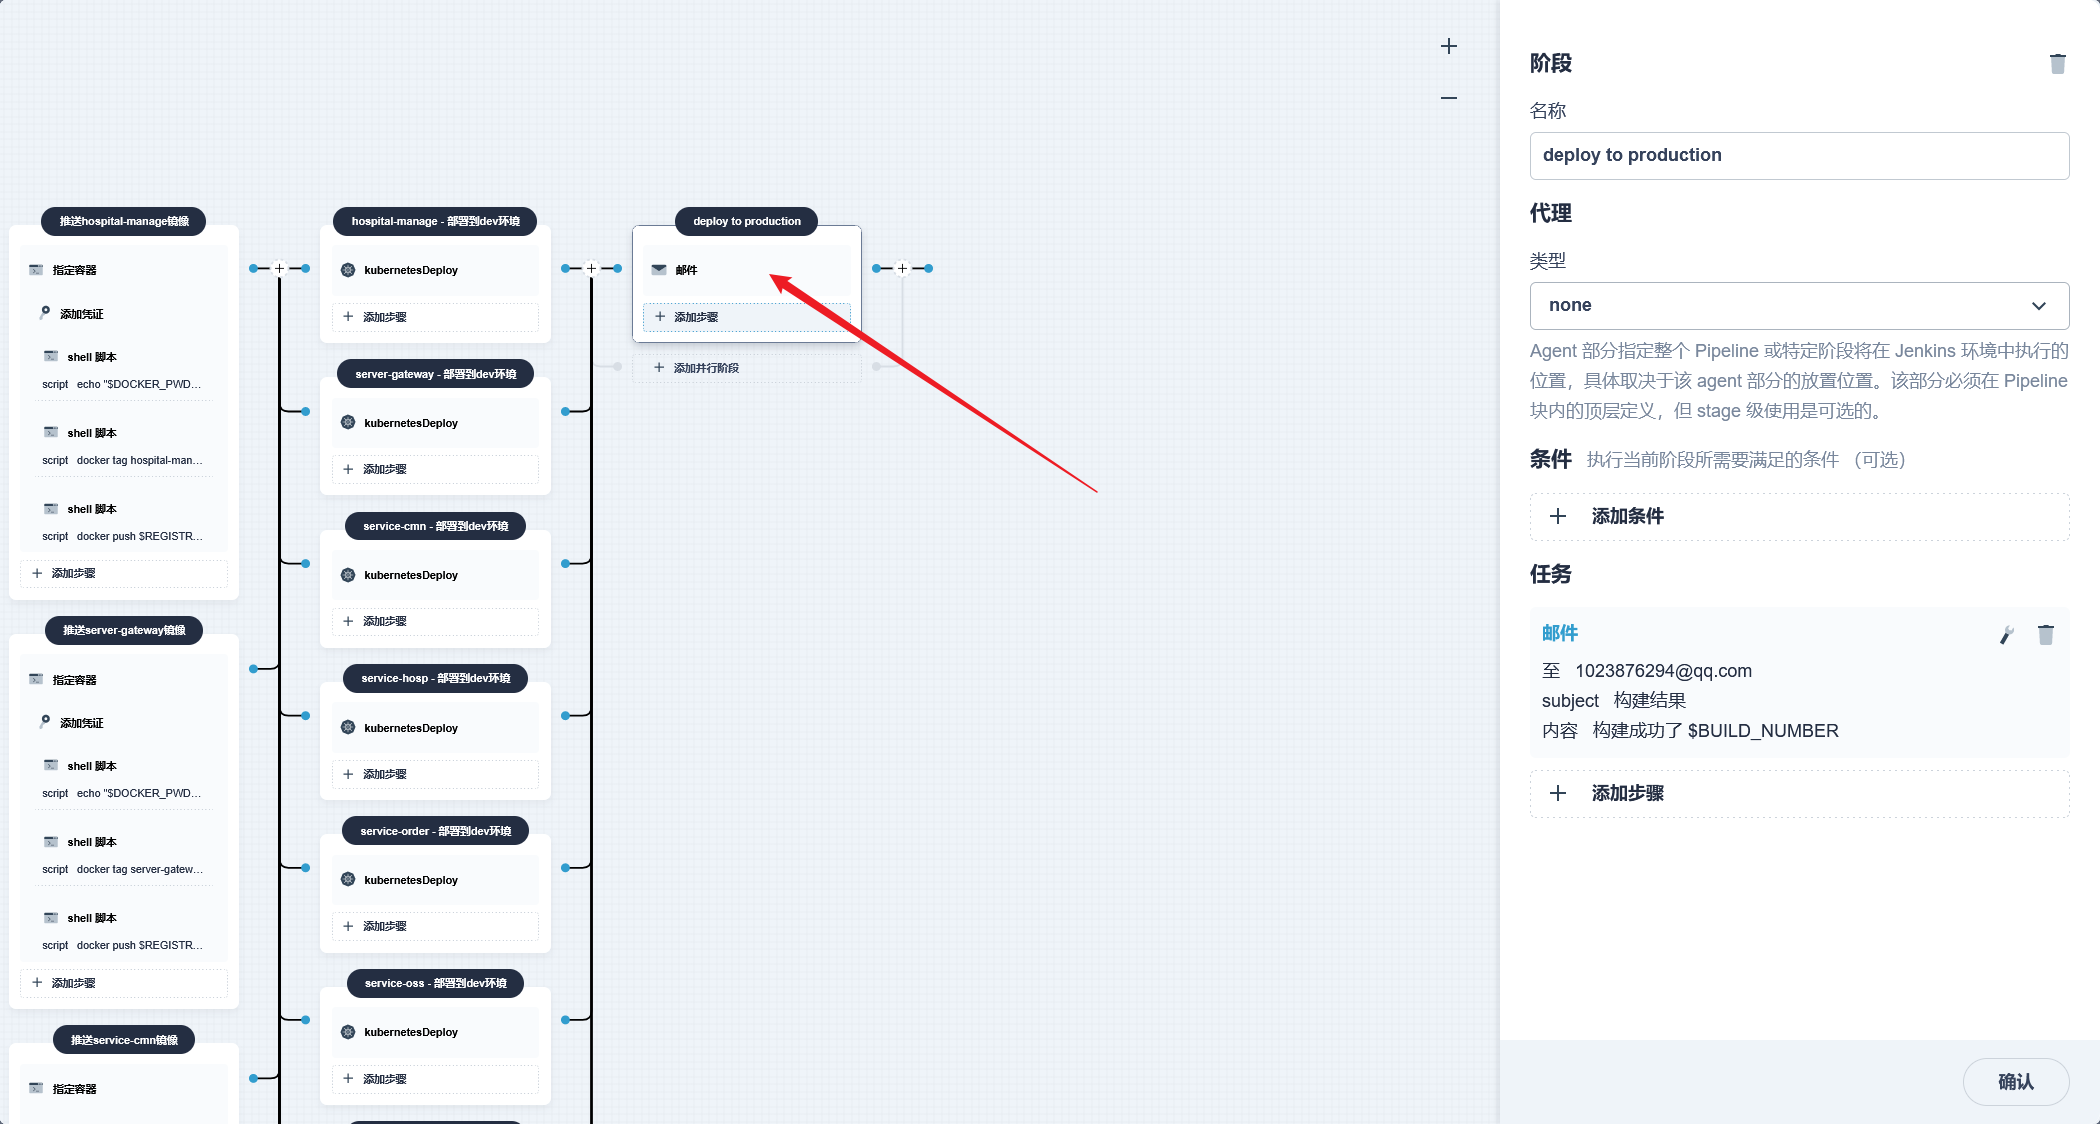 推送hospital-manage镜像
指定容器
添加凭证
shell 脚本
script echo "$DOCKER_PWD...
shell 脚本
script docker tag hospital-man...
shell 脚本
script docker push $REGISTR...
添加步骤
推送server-gateway镜像
指定容器
添加凭证
shell 脚本
script echo "$DOCKER_PWD...
shell 脚本
script docker tag server-gatew...
shell 脚本
script docker push $REGISTR...
添加步骤
推送service-cmn镜像
指定容器
hospital-manage - 部署到dev环境
kubernetesDeploy
添加步骤
server-gateway - 部署到dev环境
kubernetesDeploy
添加步骤
service-cmn - 部署到dev环境
kubernetesDeploy
添加步骤
service-hosp - 部署到dev环境
kubernetesDeploy
添加步骤
service-order - 部署到dev环境
kubernetesDeploy
添加步骤
service-oss - 部署到dev环境
kubernetesDeploy
添加步骤
deploy to production
邮件
添加步骤
添加并行阶段
阶段
名称
deploy to production
代理
类型
none
Agent 部分指定整个 Pipeline 或特定阶段将在 Jenkins 环境中执行的
位置，具体取决于该 agent 部分的放置位置。该部分必须在 Pipeline
块内的顶层定义，但 stage 级使用是可选的。
条件 执行当前阶段所需要满足的条件 （可选）
添加条件
任务
邮件
至 1023876294@qq.com
subject 构建结果
内容 构建成功了 $BUILD_NUMBER
添加步骤
确认